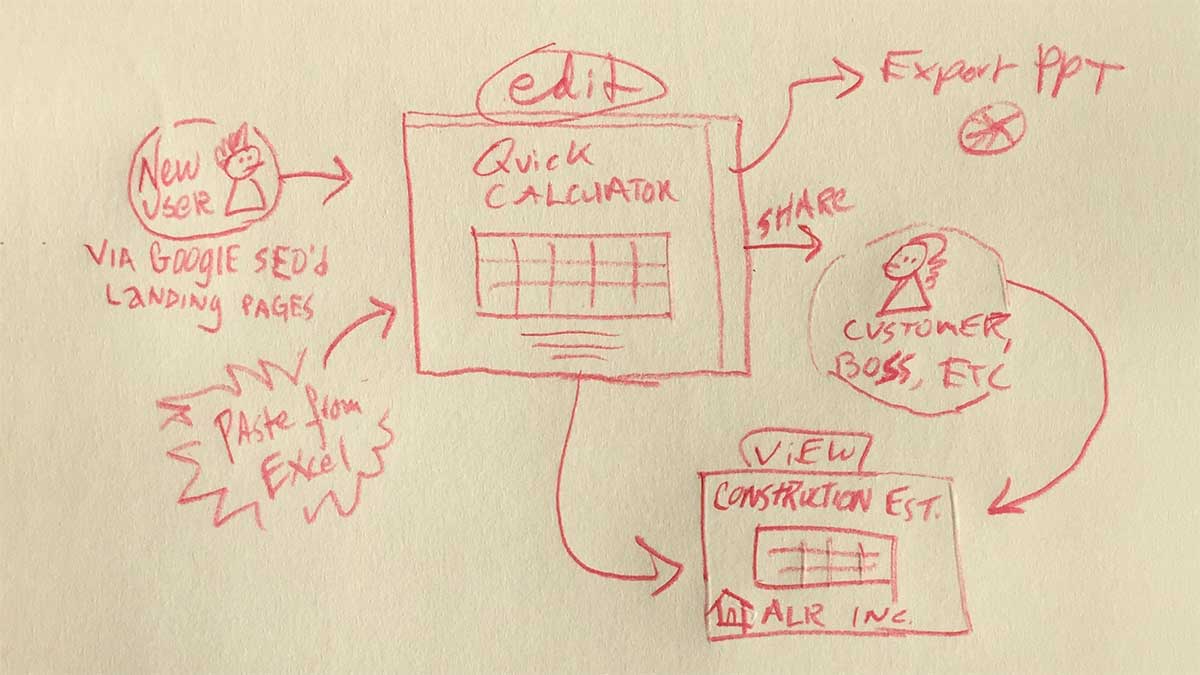 edit
Export PPT
New
User
VIA GOOGLE SEO'd
LANDING PAGES
Quick
CALCULATOR
SHARE
CUSTOMER,
BOSS, ETC
Paste from
Excel
VIEW
CONSTRUCTION EST.
ALR INC.